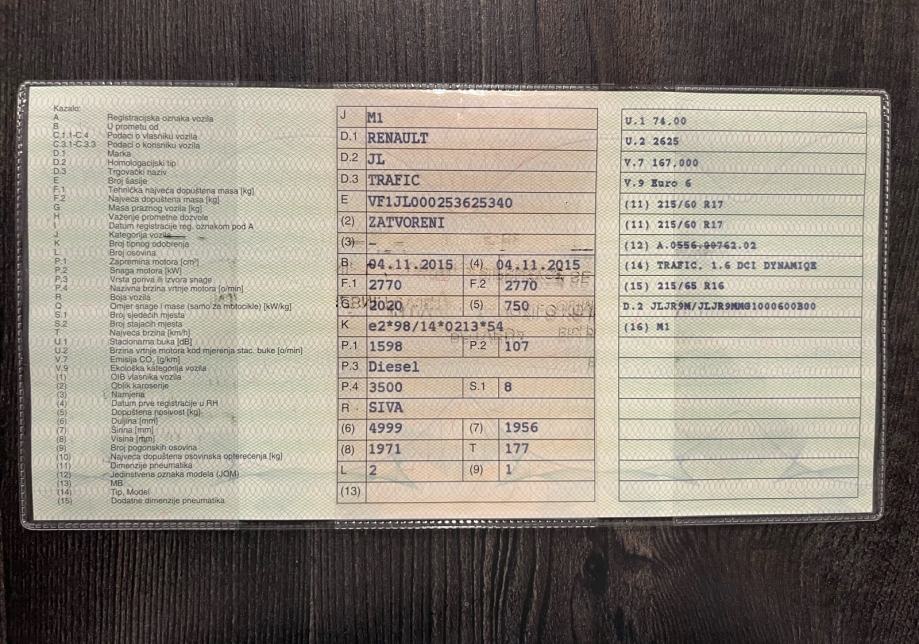 Kazalo:
A Registracijska oznaka vozila
B U prometu od
C.1.1-C.4 Podaci o vlasniku vozila
C.3.1-C.3.3 Podaci o korisniku vozila
D.1 Marka
D.2 Homologacijski tip
D.3 Trgovački naziv
E Broj šasije
F.1 Tehnička najveća dopuštena masa [kg]
F.2 Najveća dopuštena masa [kg]
G Masa praznog vozila [kg]
H Važenje prometne dozvole
I Datum registracije reg. oznakom pod A
J Kategorija vozila
K Broj tipnog odobrenja
L Broj osovina
P.1 Zapremina motora [cm³]
P.2 Snaga motora [kW]
P.3 Vrsta goriva ili izvora snage
P.4 Nazivna brzina vrtnje motora [o/min]
R Boja vozila
Q Omjer snage i mase (samo za motocikle) [kW/kg]
S.1 Broj sjedećih mjesta
S.2 Broj stajaćih mjesta
T Najveća brzina [km/h]
U.1 Stacionarna buka [dB]
U.2 Brzina vrtnje motora kod mjerenja stac. buke [o/min]
V.7 Emisija CO₂ [g/km]
V.9 Ekološka kategorija vozila
(1) OIB vlasnika vozila
(2) Oblik karoserije
(3) Namjena
(4) Datum prve registracije u RH
(5) Dopuštena nosivost [kg]
(6) Duljina [mm]
(7) Širina [mm]
(8) Visina [mm]
(9) Broj pogonskih osovina
(10) Najveća dopuštena osovinska opterećenja [kg]
(11) Dimenzije pneumatika
(12) Jedinstvena oznaka modela (JOM)
(13) MB
(14) Tip, Model
(15) Dodatne dimenzije pneumatika
J M1
D.1 RENAULT
D.2 JL
D.3 TRAFIC
E VF1JL000253625340
(2) ZATVORENI
(3) –
B 04.11.2015 (4) 04.11.2015
F.1 2770 F.2 2770
G 2020 (5) 750
K e2*98/14*0213*54
P.1 1598 P.2 107
P.3 Diesel
P.4 3500 S.1 8
R SIVA
(6) 4999 (7) 1956
(8) 1971 T 177
L 2 (9) 1
(13)
U.1 74,00
U.2 2625
V.7 167,000
V.9 Euro 6
(11) 215/60 R17
(11) 215/60 R17
(12) A.0556.00762.02
(14) TRAFIC. 1.6 DCI DYNAMIQE
(15) 215/65 R16
D.2 JLJR9M/JLJR9MMG1000600B00
(16) M1